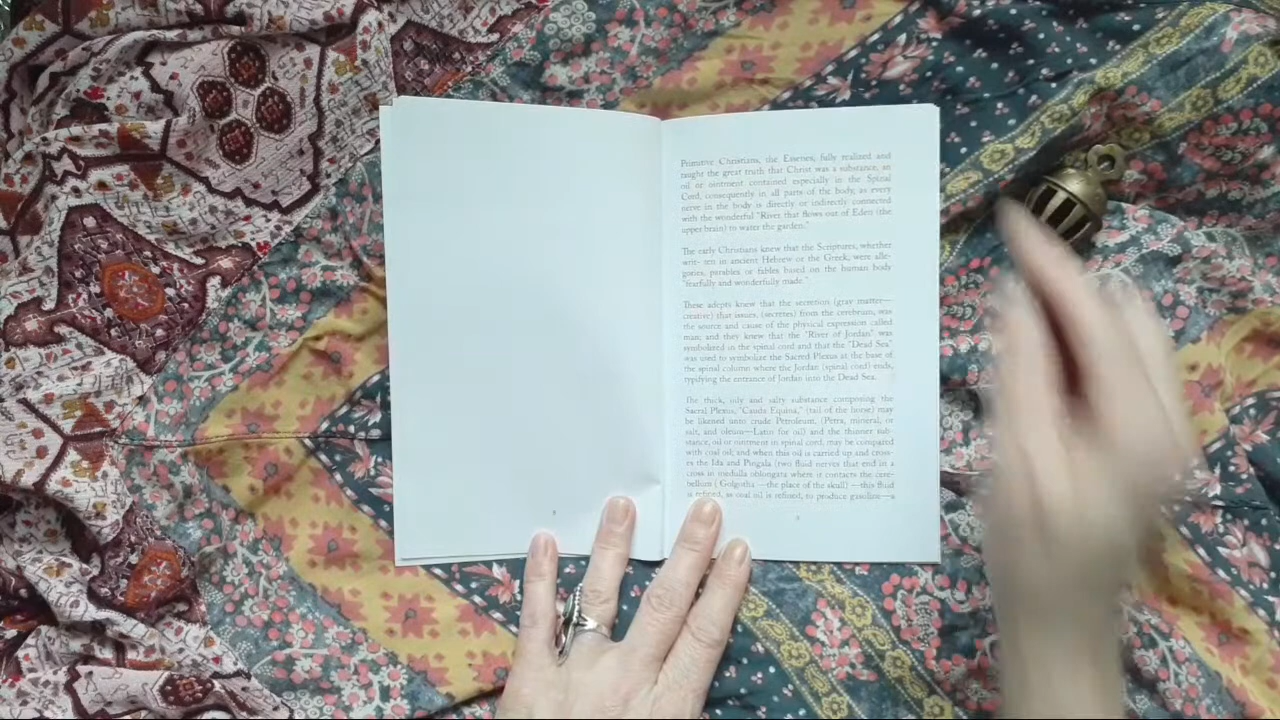 Primitive Christians, the Essenes, fully realized and
taught the great truth that Christ was a substance, an
oil or ointment contained especially in the Spinal
Cord, consequently in all parts of the body, as every
nerve in the body is directly or indirectly connected
with the wonderful "River that flows out of Eden (the
upper brain) to water the garden."
The early Christians knew that the Scriptures, whether
writ- ten in ancient Hebrew or the Greek, were alle-
gories, parables or fables based on the human body
"fearfully and wonderfully made."
These adepts knew that the secretion (gray matter—
creative) that issues, (secretes) from the cerebrum, was
the source and cause of the physical expression called
man; and they knew that the "River of Jordan" was
symbolized in the spinal cord and that the "Dead Sea"
was used to symbolize the Sacred Plexus at the base of
the spinal column where the Jordan (spinal cord) ends,
typifying the entrance of Jordan into the Dead Sea.
The thick, oily and salty substance composing the
Sacral Plexus, "Cauda Equina," (tail of the horse) may
be likened unto crude Petroleum, (Petra, mineral, or
salt, and oleum—Latin for oil) and the thinner sub-
stance, oil or ointment in spinal cord, may be compared
with coal oil; and when this oil is carried up and cross-
es the Ida and Pingala (two fluid nerves that end in a
cross in medulla oblongata where it contacts the cere-
bellum ( Golgotha —the place of the skull) —this fluid
is refined, as coal oil is refined, to produce gasoline—a